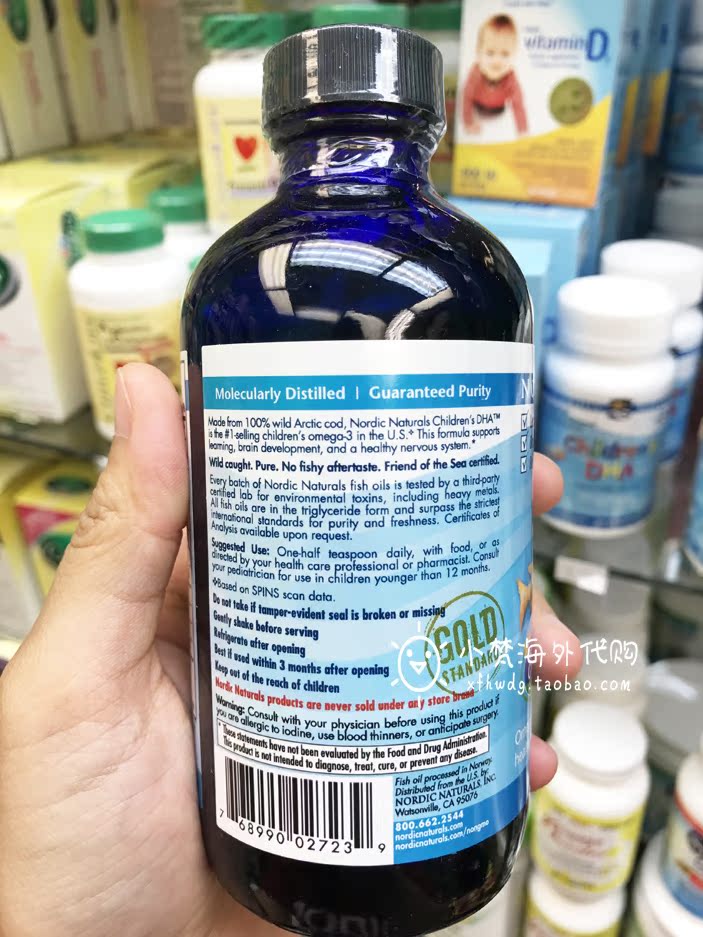 vitamin D
Molecularly Distilled | Guaranteed Purity
Made from 100% wild Arctic cod, Nordic Naturals Children's DHA™
is the #1-selling children's omega-3 in the U.S.❖ This formula supports
learning, brain development, and a healthy nervous system.*
Wild caught. Pure. No fishy aftertaste. Friend of the Sea certified.
Every batch of Nordic Naturals fish oils is tested by a third-party
certified lab for environmental toxins, including heavy metals.
All fish oils are in the triglyceride form and surpass the strictest
international standards for purity and freshness. Certificates of
Analysis available upon request.
Suggested Use: One-half teaspoon daily, with food, or as
directed by your health care professional or pharmacist. Consult
your pediatrician for use in children younger than 12 months.
❖Based on SPINS scan data.
Do not take if tamper-evident seal is broken or missing
Gently shake before serving
Refrigerate after opening
Best if used within 3 months after opening
Keep out of the reach of children
GOLD
STANDARD
Nordic Naturals products are never sold under any store brand
Warning: Consult with your physician before using this product if
you are allergic to iodine, use blood thinners, or anticipate surgery.
* These statements have not been evaluated by the Food and Drug Administration.
This product is not intended to diagnose, treat, cure, or prevent any disease.
Fish oil processed in Norway.
Distributed from the U.S. by:
NORDIC NATURALS, INC.
Watsonville, CA 95076
800.662.2544
nordicnaturals.com
nordicnaturals.com/nongmo
7 68990 02723 9
Children's
DHA
小梵海外代购
xfhwdg.taobao.com